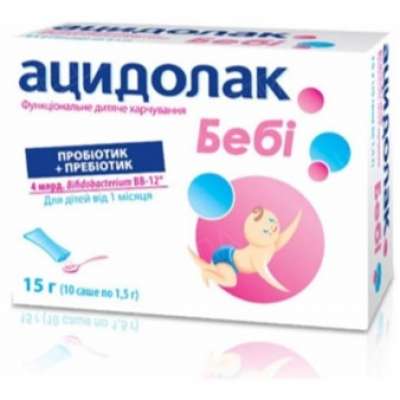 ацидолак
Функціональне дитяче харчування
Бебі
ПРОБІОТИК
+ ПРЕБІОТИК
4 млрд. Bifidobacterium BB-12*
Для дітей від 1 місяця
15 г (10 саше по 1,5 г)